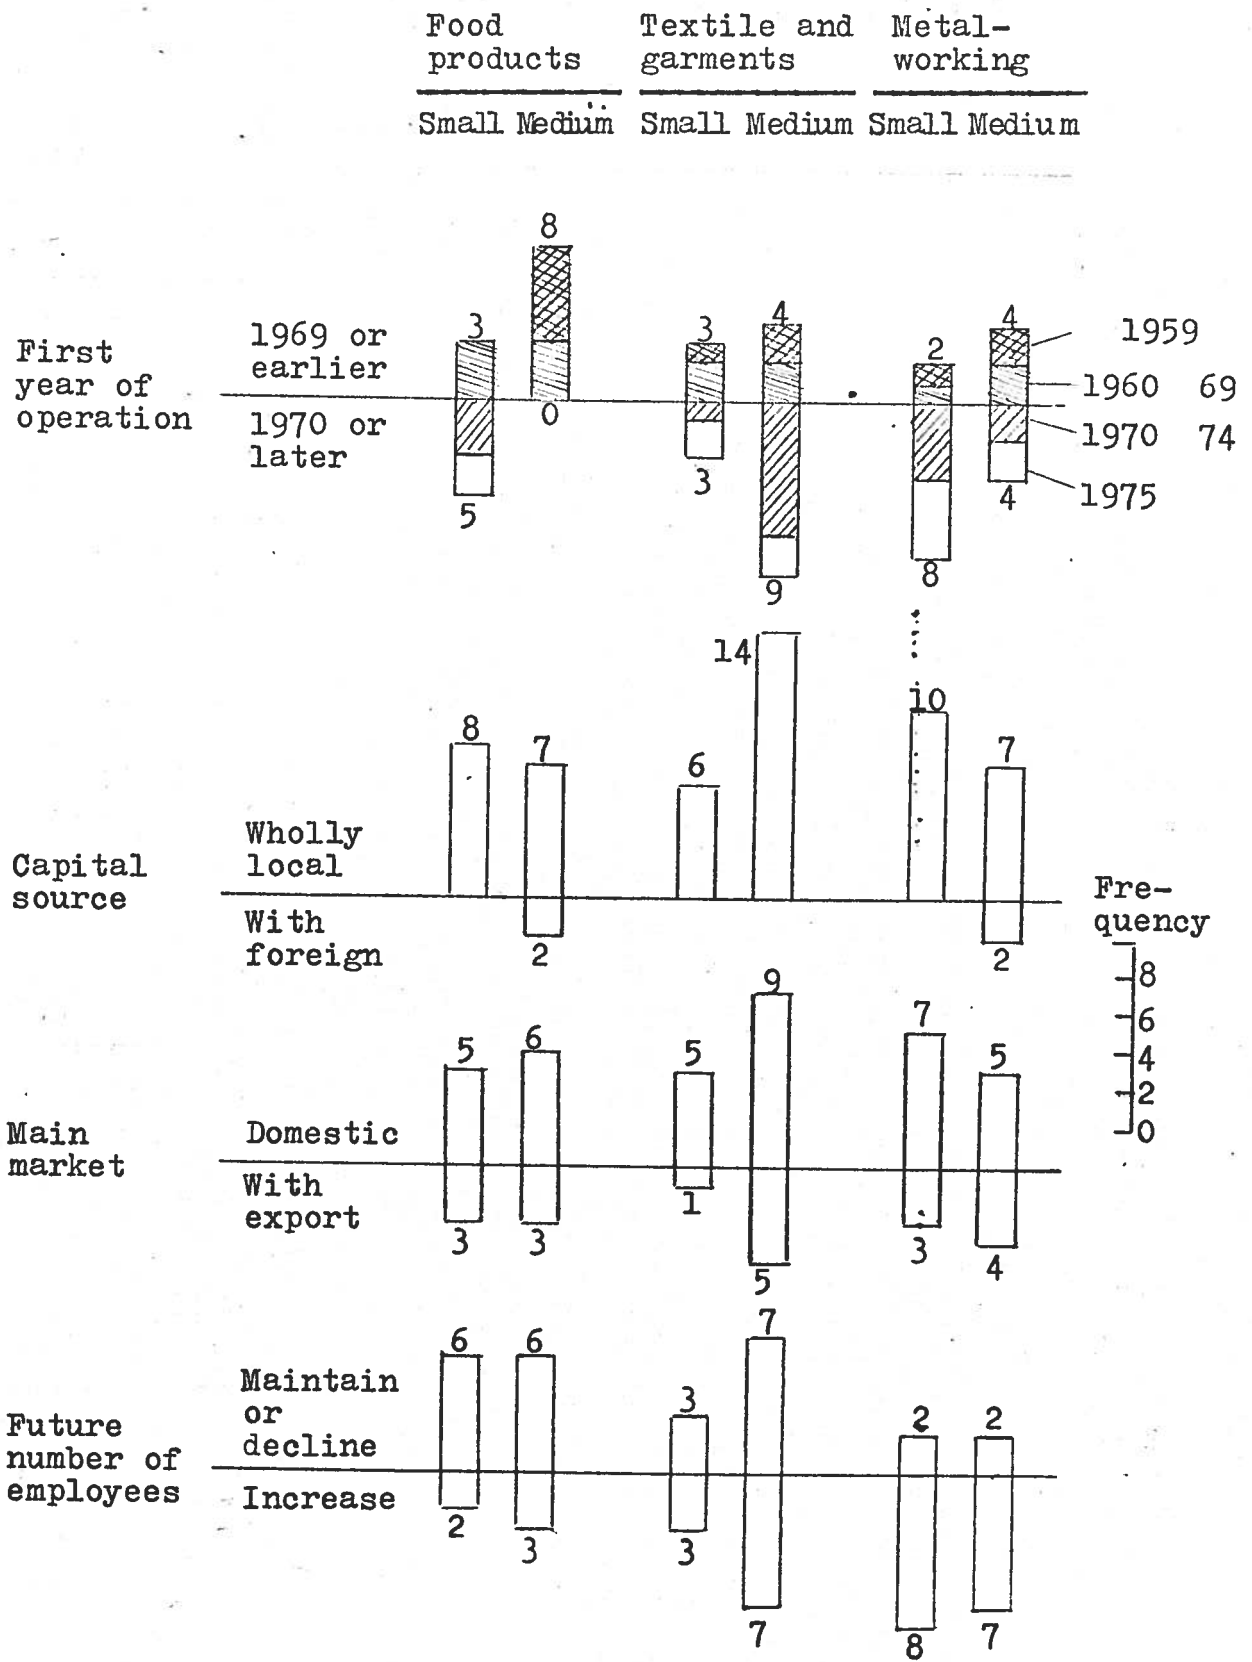 Food
products
Textile and
garments
Metal-
working
Small Medium Small Medium Small Medium
First
year of
operation
1969 or
earlier
1970 or
later
3 8 3 4 2 4
5 0 3 9 8 4
1959
1960 69
1970 74
1975
Capital
source
Wholly
local
With
foreign
8 7 6 14 10 7
2 2
Fre-
quency
8
6
4
2
0
Main
market
Domestic
With
export
5 6 5 9 7 5
3 3 1 5 3 4
Future
number of
employees
Maintain
or
decline
Increase
6 6 3 7 2 2
2 3 3 7 8 7